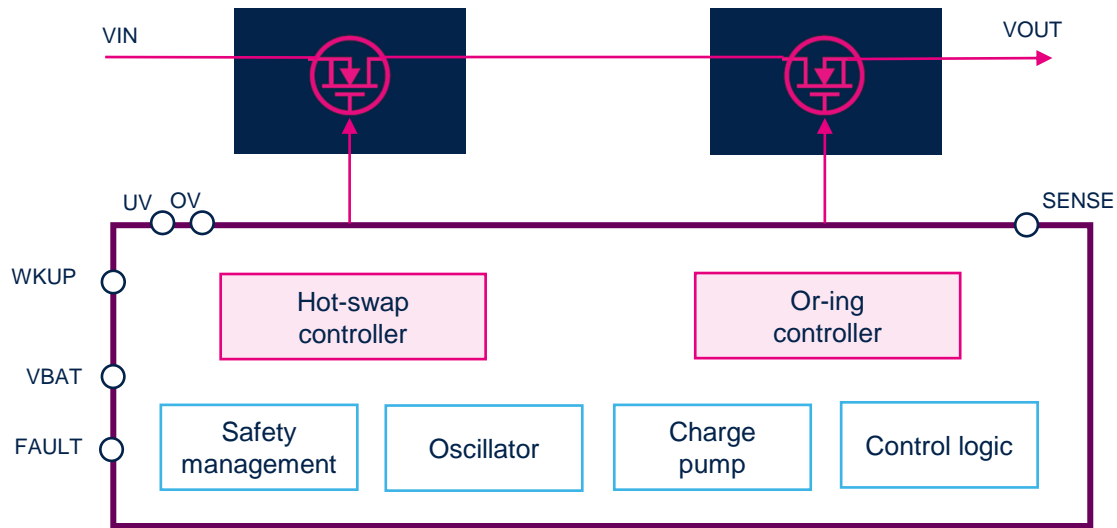 VIN
VOUT
UV
OV
SENSE
WKUP
Hot-swap
controller
Or-ing
controller
VBAT
FAULT
Safety
management
Oscillator
Charge
pump
Control logic